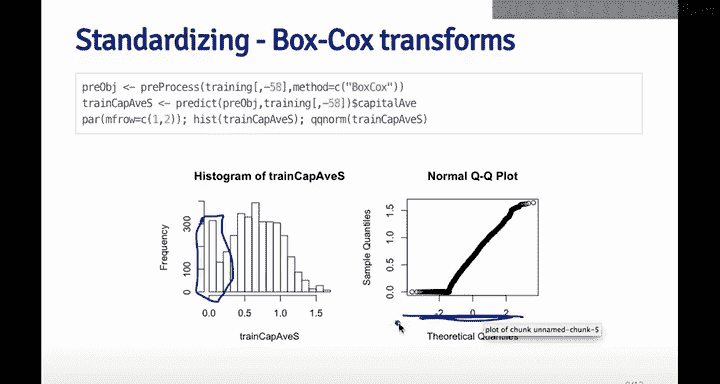 Standardizing - Box-Cox transforms
preObj <- preProcess(training[,-58],method=c("BoxCox"))
trainCapAveS <- predict(preObj,training[,-58])$capitalAve
par(mfrow=c(1,2)); hist(trainCapAveS); qqnorm(trainCapAveS)
Histogram of trainCapAveS
Frequency
0 100 300
0.0 0.5 1.0 1.5
trainCapAveS
Normal Q-Q Plot
Sample Quantiles
0.0 0.5 1.0 1.5
-2 0 2
plot of chunk unnamed-chunk-5
Theoretical Quantiles